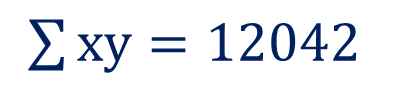 ∑ xy = 12042